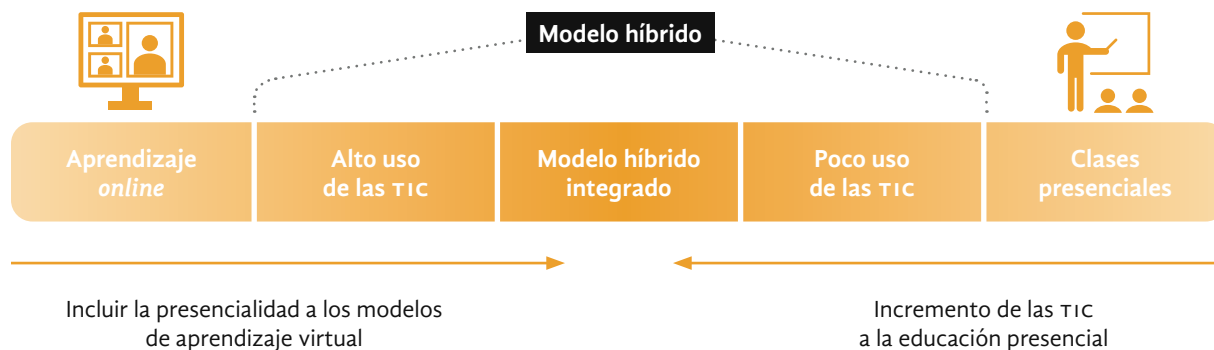 Modelo híbrido
Aprendizaje
online
Alto uso
de las TIC
Modelo híbrido
integrado
Poco uso
de las TIC
Clases
presenciales
Incluir la presencialidad a los modelos
de aprendizaje virtual
Incremento de las TIC
a la educación presencial